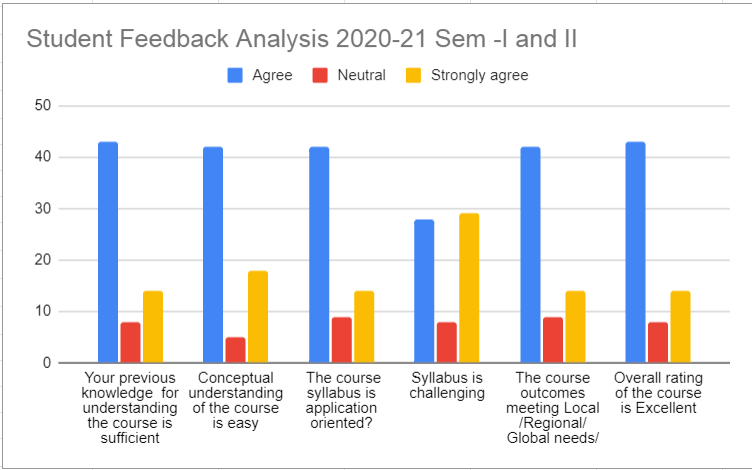 Student Feedback Analysis 2020-21 Sem -I and II
Agree Neutral Strongly agree
50
40
30
20
10
0
Your previous
knowledge for
understanding
the course is
sufficient
Conceptual
understanding
of the course
is easy
The course
syllabus is
application
oriented?
Syllabus is
challenging
The course
outcomes
meeting Local
/Regional/
Global needs/
Overall rating
of the course
is Excellent